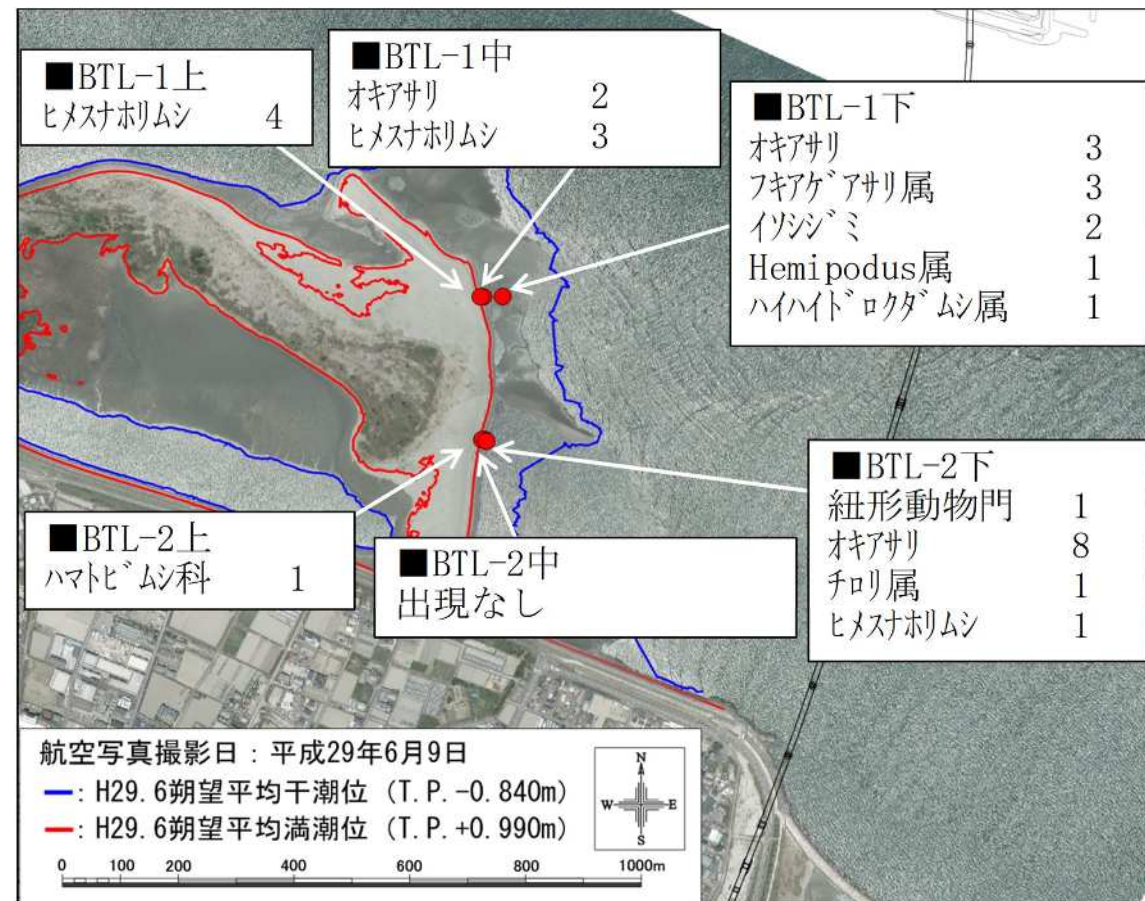 ■BTL-1上
ヒメスナホリムシ 4
■BTL-1中
オキアサリ 2
ヒメスナホリムシ 3
■BTL-1下
オキアサリ 3
フキアゲアサリ属 3
イソシジミ 2
Hemipodus属 1
ハイハイドロクダムシ属 1
■BTL-2上
ハマトビムシ科 1
■BTL-2中
出現なし
■BTL-2下
紐形動物門 1
オキアサリ 8
チロリ属 1
ヒメスナホリムシ 1
航空写真撮影日：平成29年6月9日
：H29.6朔望平均干潮位（T.P.-0.840m）
：H29.6朔望平均満潮位（T.P.+0.990m）
N
W E
S
0 100 200 400 600 800 1000m